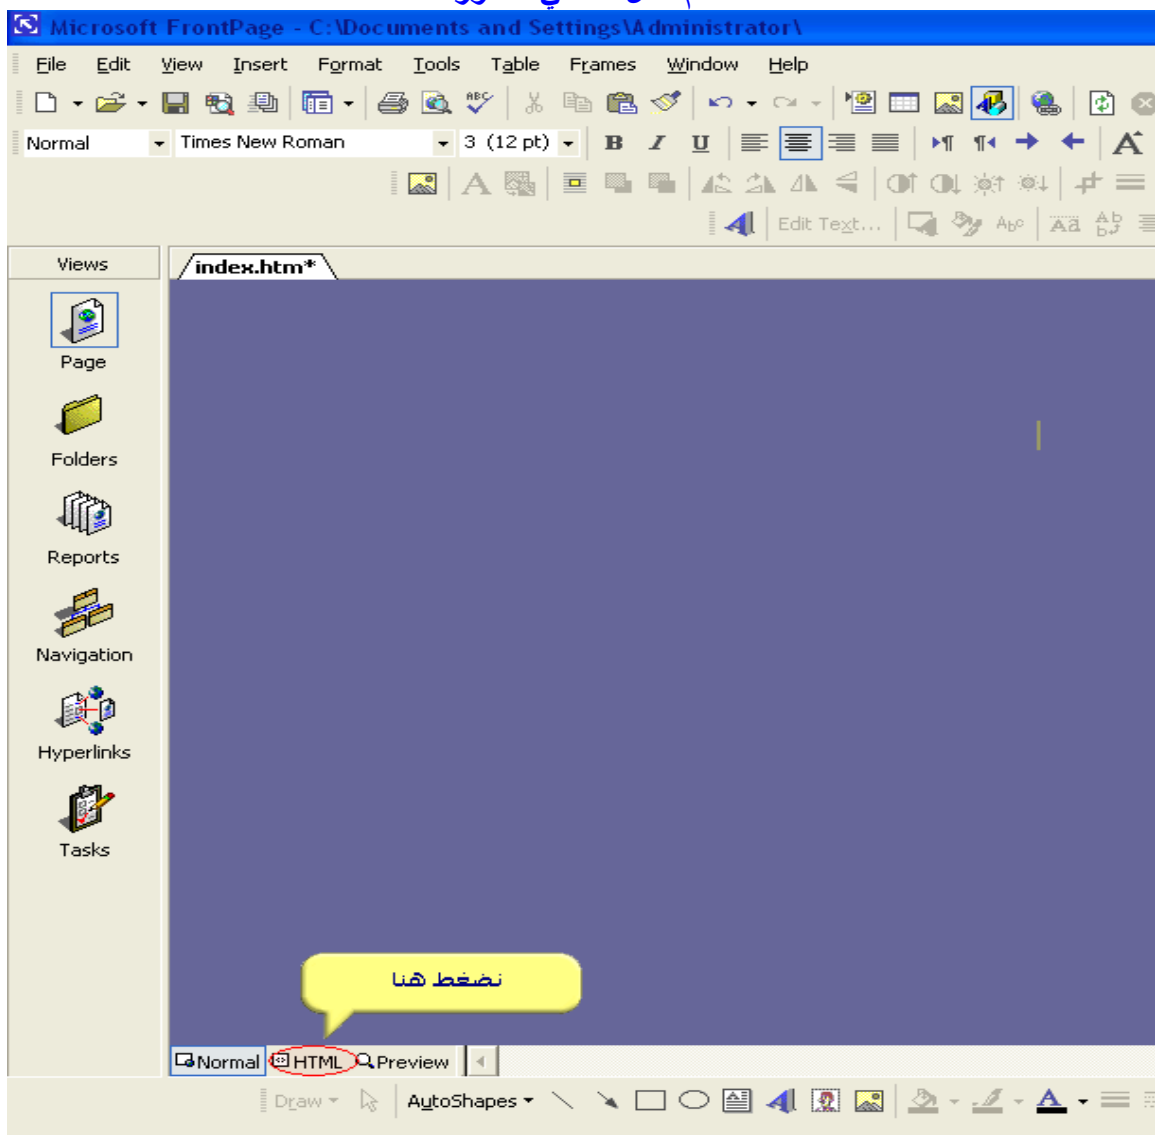 Microsoft FrontPage - C:\Documents and Settings\Administrator\
File Edit View Insert Format Tools Table Frames Window Help
Normal Times New Roman 3 (12 pt) B I U A
Edit Text...
Views
index.htm*
Page
Folders
Reports
Navigation
Hyperlinks
Tasks
نضغط هنا
Normal HTML Preview
Draw AutoShapes